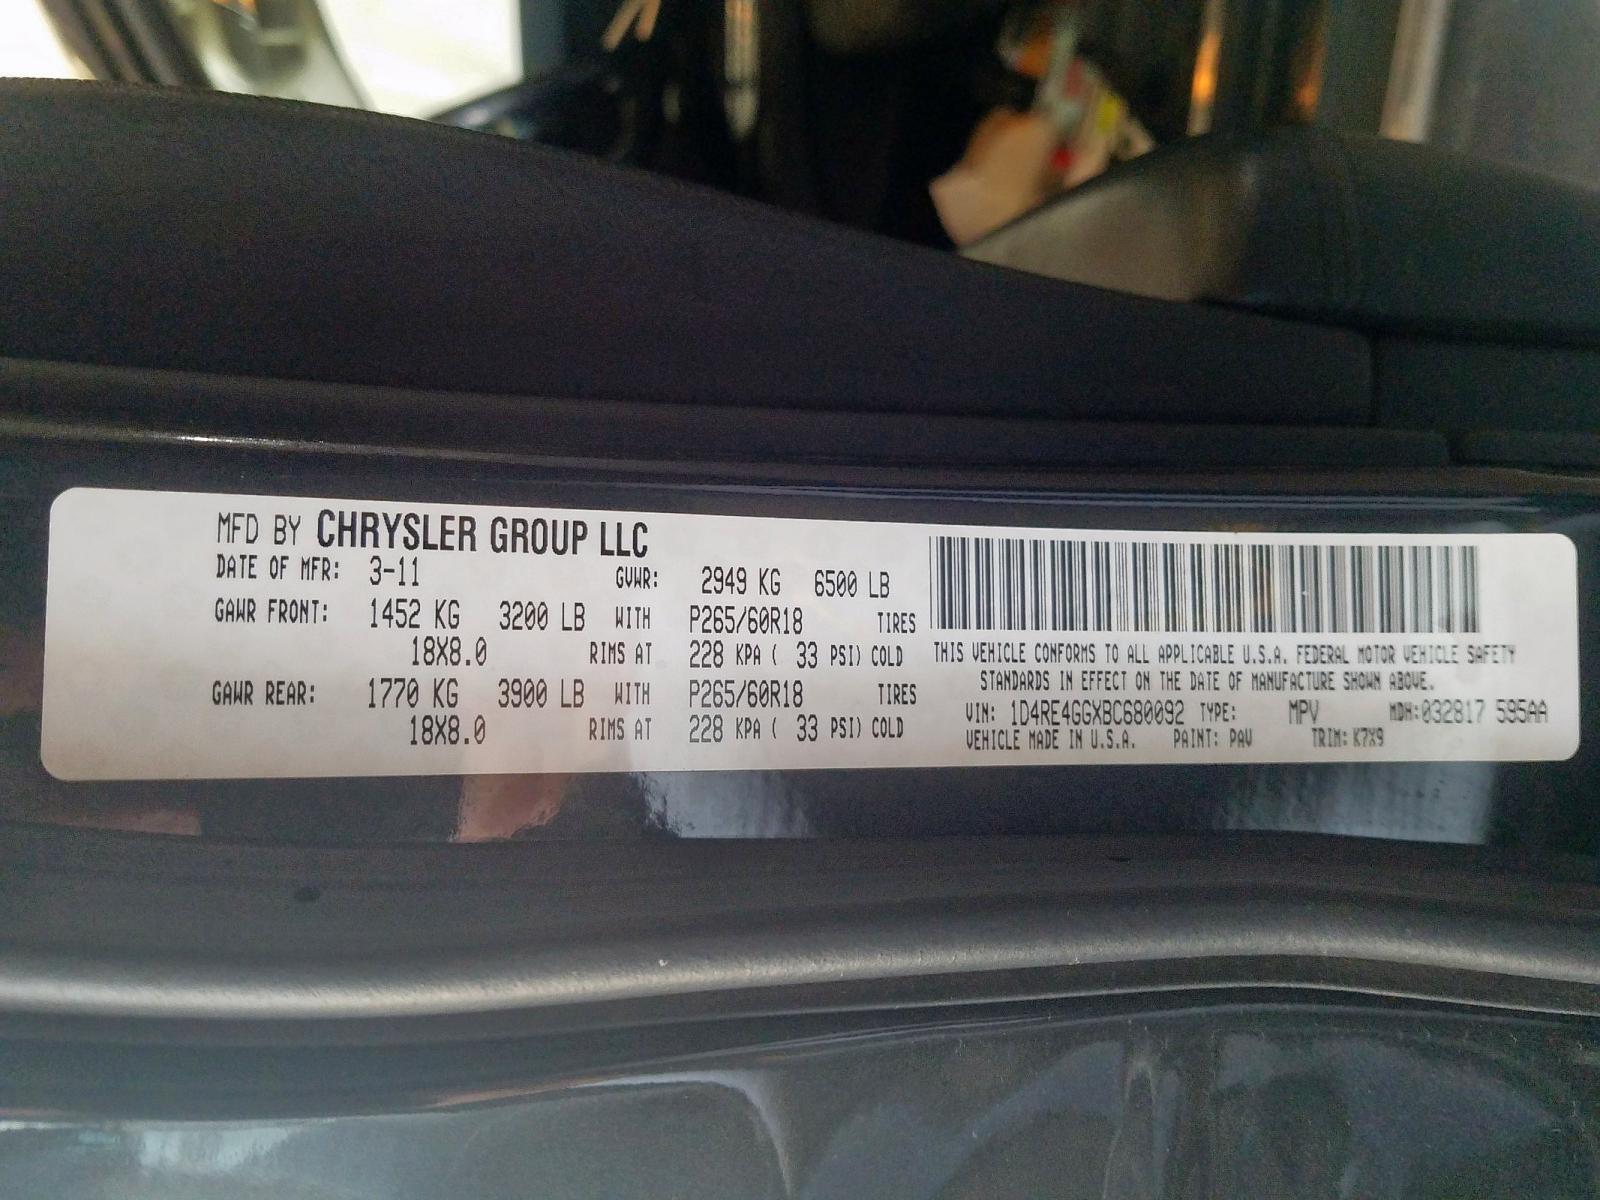 MFD BY CHRYSLER GROUP LLC
DATE OF MFR: 3-11 GVWR: 2949 KG 6500 LB
GAWR FRONT: 1452 KG 3200 LB WITH P265/60R18 TIRES
18X8.0 RIMS AT 228 KPA ( 33 PSI) COLD
GAWR REAR: 1770 KG 3900 LB WITH P265/60R18 TIRES
18X8.0 RIMS AT 228 KPA ( 33 PSI) COLD
THIS VEHICLE CONFORMS TO ALL APPLICABLE U.S.A. FEDERAL MOTOR VEHICLE SAFETY
STANDARDS IN EFFECT ON THE DATE OF MANUFACTURE SHOWN ABOVE.
VIN: 1D4RE4GGXBC680092 TYPE: MPV MDH:032817 595AA
VEHICLE MADE IN U.S.A. PAINT: PAV TRIM: K7X9